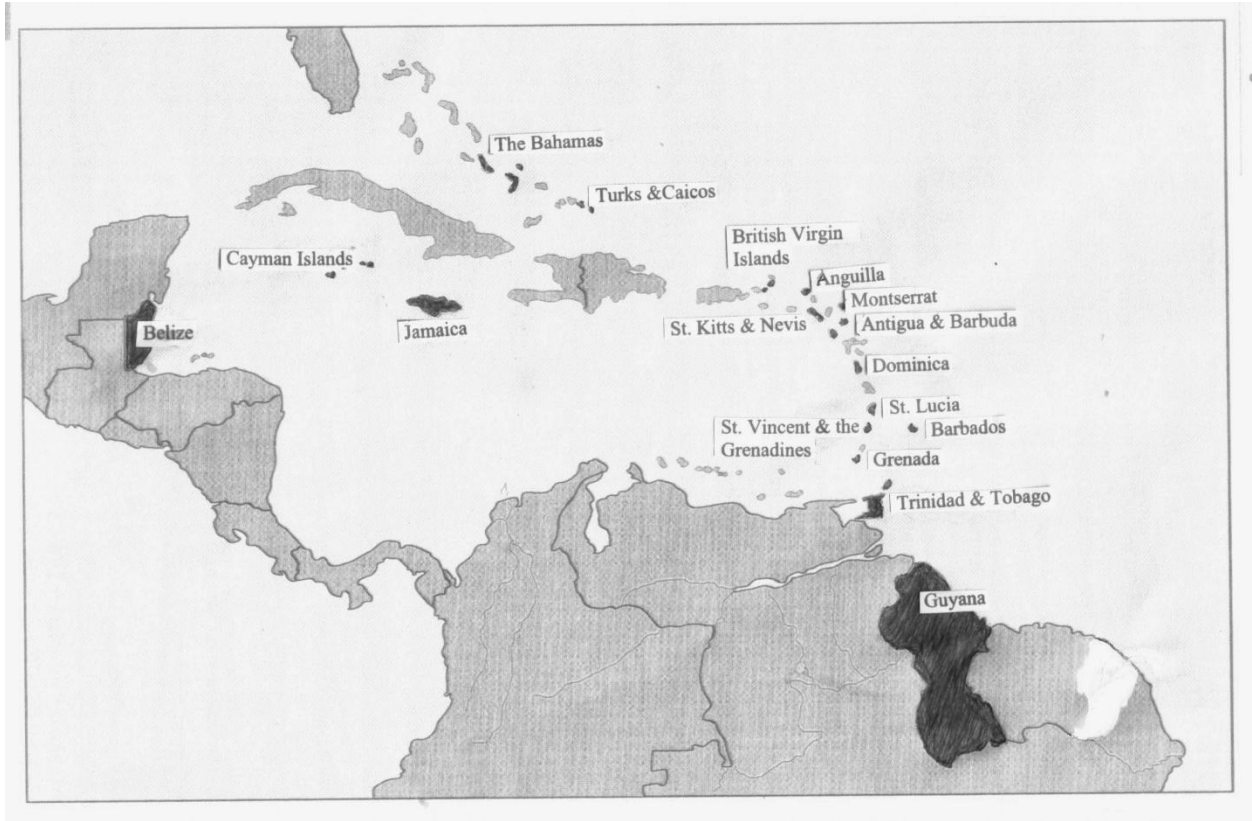 The Bahamas
Turks &Caicos
British Virgin
Islands
Cayman Islands
Anguilla
Montserrat
St. Kitts & Nevis
Antigua & Barbuda
Belize
Jamaica
Dominica
St. Lucia
St. Vincent & the
Grenadines
Barbados
Grenada
Trinidad & Tobago
Guyana